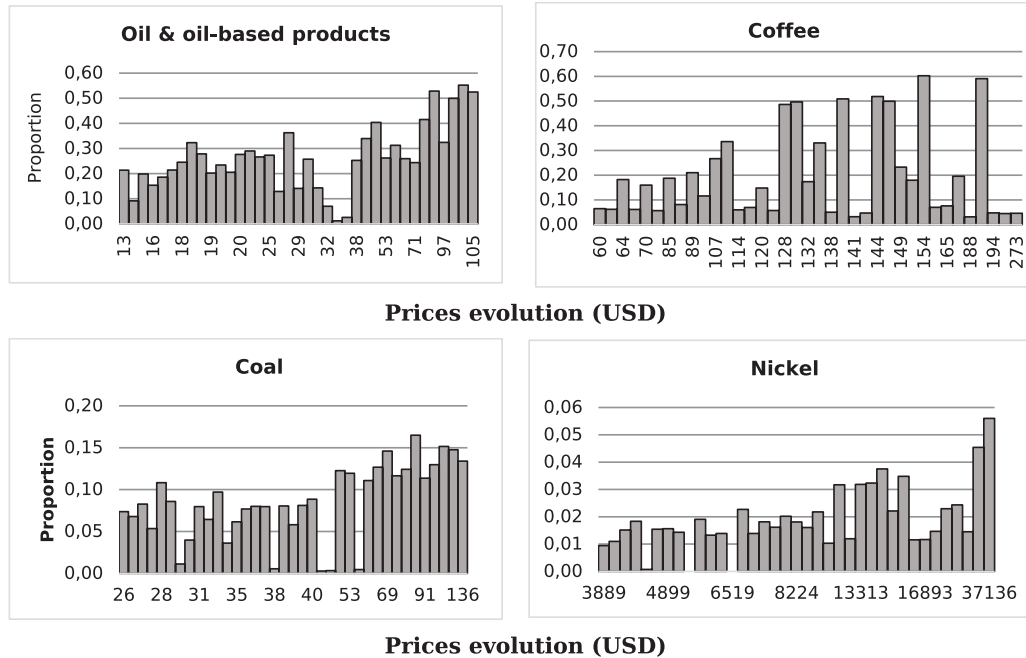 Oil & oil-based products
Proportion
0,60
0,50
0,40
0,30
0,20
0,10
0,00
13 16 18 19 20 25 29 32 38 53 71 97 105
Coffee
0,70
0,60
0,50
0,40
0,30
0,20
0,10
0,00
60 64 70 85 89 107 114 120 128 132 138 141 144 149 154 165 188 194 273
Prices evolution (USD)
Coal
Proportion
0,20
0,15
0,10
0,05
0,00
26 28 31 35 38 40 53 69 91 136
Nickel
0,06
0,05
0,04
0,03
0,02
0,01
0,00
3889 4899 6519 8224 13313 16893 37136
Prices evolution (USD)